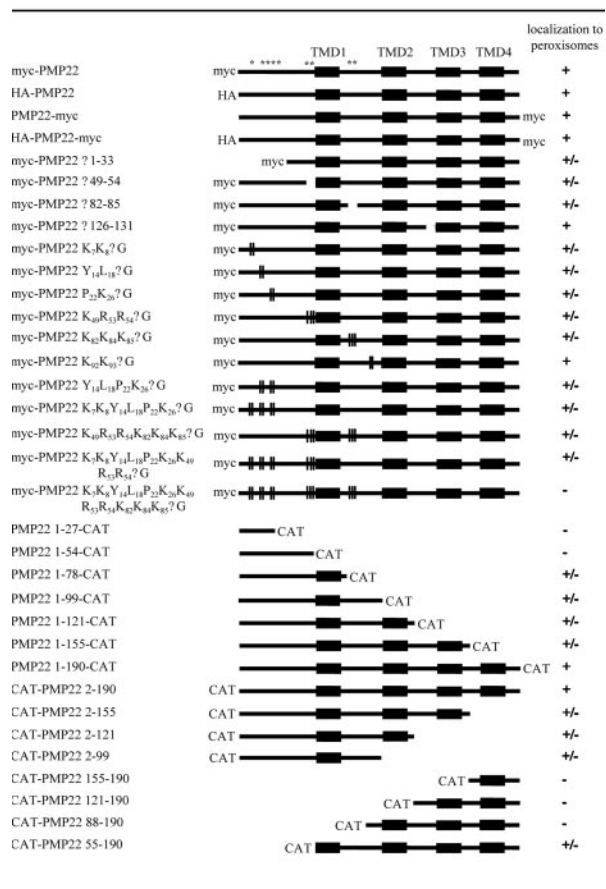 localization to
peroxisomes
TMD1 TMD2 TMD3 TMD4
* **** ** **
myc-PMP22 myc +
HA-PMP22 HA +
PMP22-myc myc +
HA-PMP22-myc HA myc +
myc-PMP22 ? 1-33 myc +/-
myc-PMP22 ? 49-54 myc +/-
myc-PMP22 ? 82-85 myc +/-
myc-PMP22 ? 126-131 myc +
myc-PMP22 K₇K₈? G myc +/-
myc-PMP22 Y₁₄L₁₈? G myc +/-
myc-PMP22 P₂₂K₂₆? G myc +/-
myc-PMP22 K₄₉R₅₃R₅₄? G myc +/-
myc-PMP22 K₈₂K₈₄K₈₅? G myc +/-
myc-PMP22 K₉₂K₉₃? G myc +
myc-PMP22 Y₁₄L₁₈P₂₂K₂₆? G myc +/-
myc-PMP22 K₇K₈Y₁₄L₁₈P₂₂K₂₆? G myc +/-
myc-PMP22 K₄₉R₅₃R₅₄K₈₂K₈₄K₈₅? G myc +/-
myc-PMP22 K₇K₈Y₁₄L₁₈P₂₂K₂₆K₄₉ myc +/-
R₅₃R₅₄? G
myc-PMP22 K₇K₈Y₁₄L₁₈P₂₂K₂₆K₄₉ myc -
R₅₃R₅₄K₈₂K₈₄K₈₅? G
PMP22 1-27-CAT CAT -
PMP22 1-54-CAT CAT -
PMP22 1-78-CAT CAT +/-
PMP22 1-99-CAT CAT +/-
PMP22 1-121-CAT CAT +/-
PMP22 1-155-CAT CAT +/-
PMP22 1-190-CAT CAT +
CAT-PMP22 2-190 CAT +
CAT-PMP22 2-155 CAT +/-
CAT-PMP22 2-121 CAT +/-
CAT-PMP22 2-99 CAT +/-
CAT-PMP22 155-190 CAT -
CAT-PMP22 121-190 CAT -
CAT-PMP22 88-190 CAT -
CAT-PMP22 55-190 CAT +/-